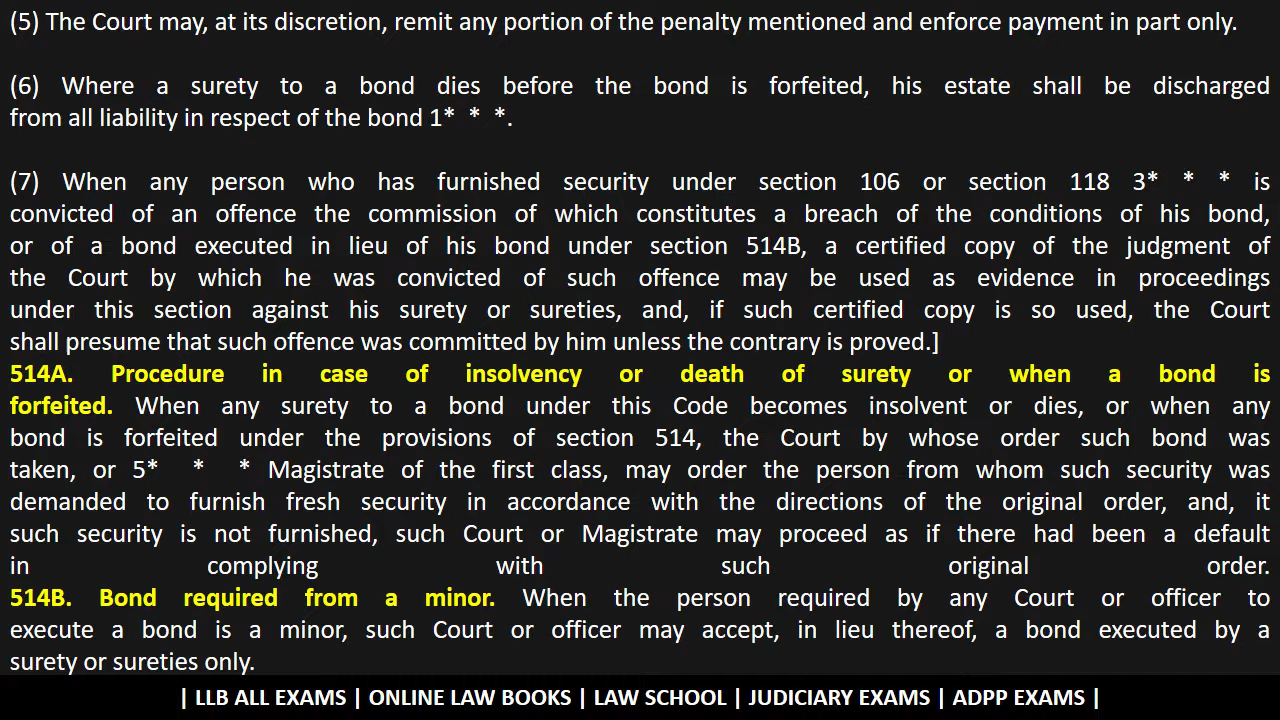 (5) The Court may, at its discretion, remit any portion of the penalty mentioned and enforce payment in part only.
(6) Where a surety to a bond dies before the bond is forfeited, his estate shall be discharged
from all liability in respect of the bond 1* * *.
(7) When any person who has furnished security under section 106 or section 118 3* * * is
convicted of an offence the commission of which constitutes a breach of the conditions of his bond,
or of a bond executed in lieu of his bond under section 514B, a certified copy of the judgment of
the Court by which he was convicted of such offence may be used as evidence in proceedings
under this section against his surety or sureties, and, if such certified copy is so used, the Court
shall presume that such offence was committed by him unless the contrary is proved.]
514A. Procedure in case of insolvency or death of surety or when a bond is
forfeited. When any surety to a bond under this Code becomes insolvent or dies, or when any
bond is forfeited under the provisions of section 514, the Court by whose order such bond was
taken, or 5* * * Magistrate of the first class, may order the person from whom such security was
demanded to furnish fresh security in accordance with the directions of the original order, and, it
such security is not furnished, such Court or Magistrate may proceed as if there had been a default
in complying with such original order.
514B. Bond required from a minor. When the person required by any Court or officer to
execute a bond is a minor, such Court or officer may accept, in lieu thereof, a bond executed by a
surety or sureties only.
| LLB ALL EXAMS | ONLINE LAW BOOKS | LAW SCHOOL | JUDICIARY EXAMS | ADPP EXAMS |